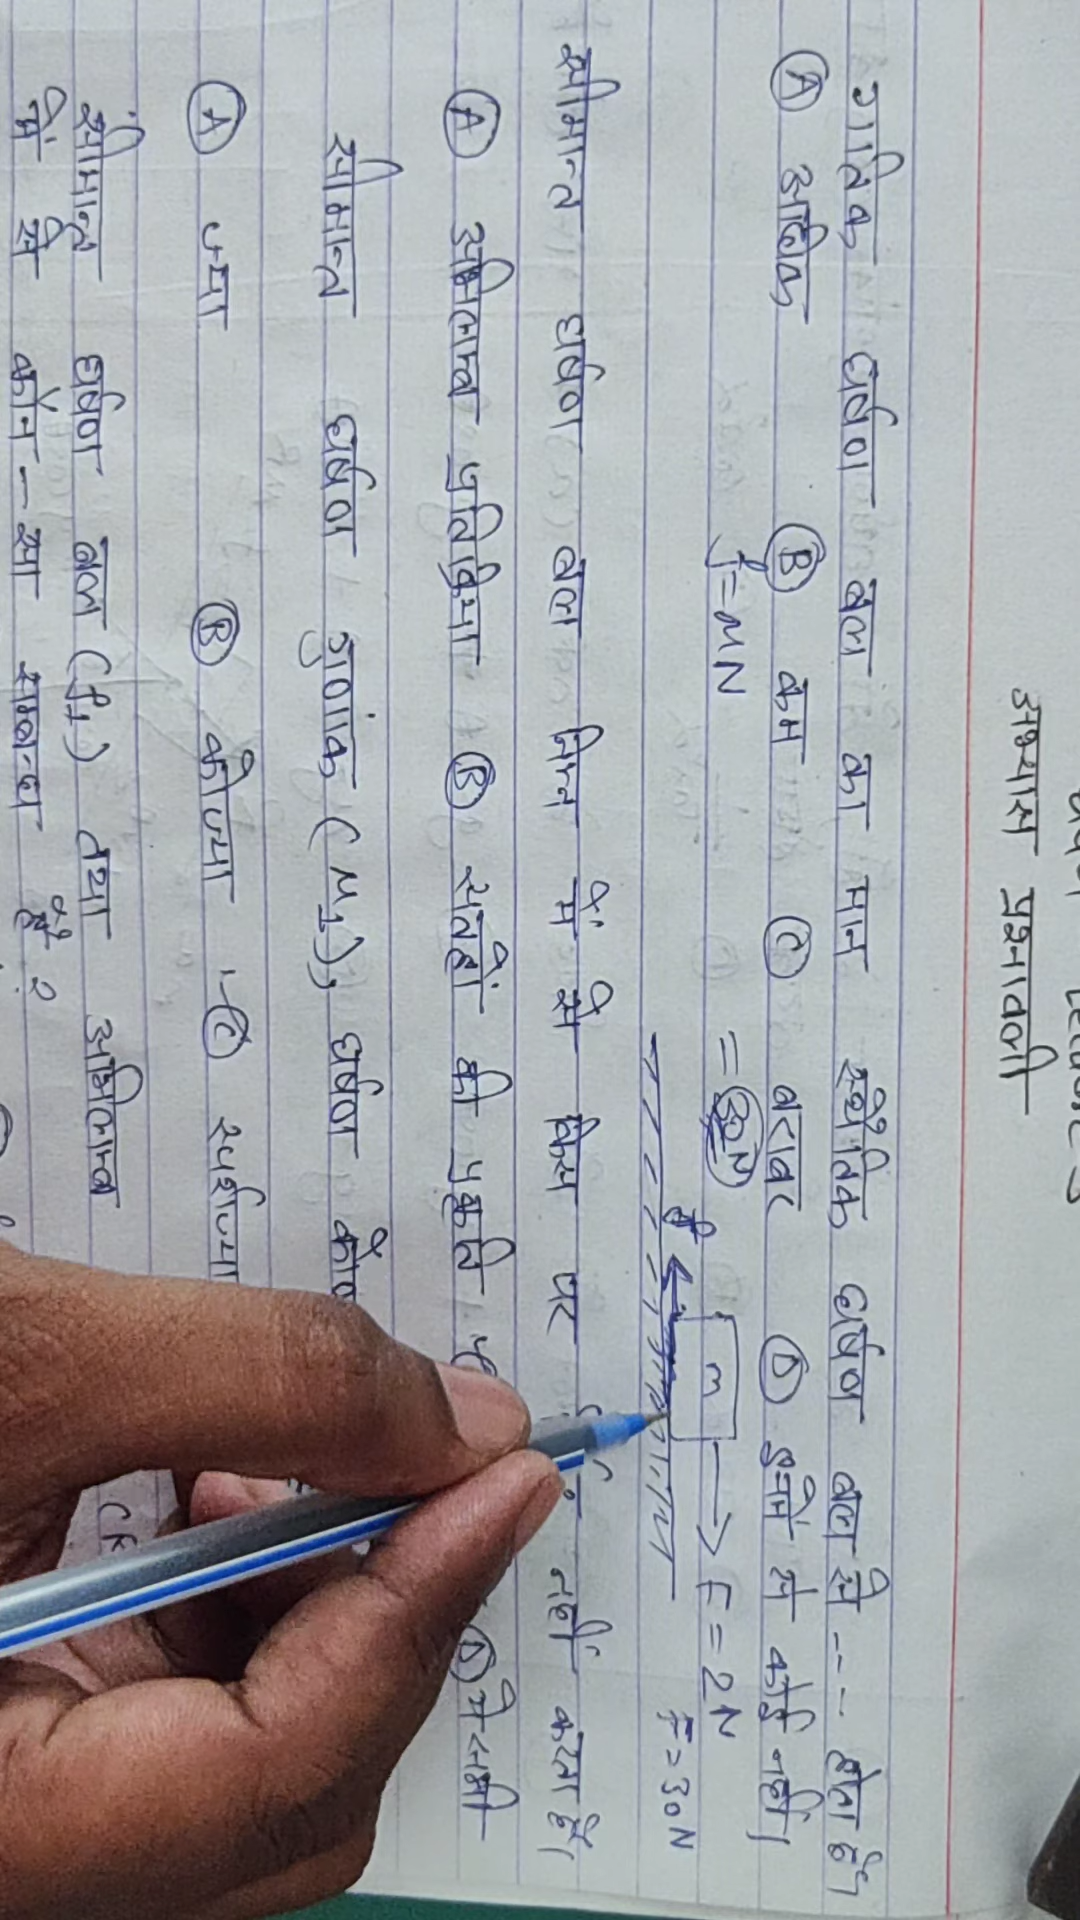 अभ्यास प्रश्नावली
गतिक घर्षण बल का मान स्थैतिक घर्षण बल से --- होता है।
Ⓐ अधिक Ⓑ कम Ⓒ बराबर Ⓓ इनमें से कोई नहीं।
f = μN = 30N
m → F = 2N
f
F = 30N
सीमान्त घर्षण बल निम्न में से किस पर नहीं करता है।
Ⓐ अभिलम्ब प्रतिक्रिया Ⓑ सतहों की प्रकृति Ⓓ ये सभी
सीमान्त घर्षण गुणांक (μ1), घर्षण
Ⓐ ज्या Ⓑ कोज्या Ⓒ स्पर्शज्या
सीमान्त घर्षण बल (f1) तथा अभिलम्ब
में से कौन-सा सम्बन्ध है?